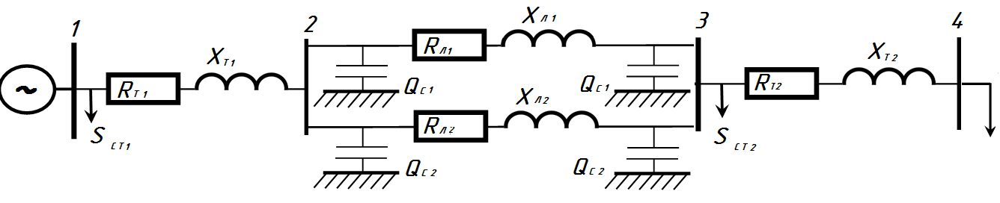 1
R Т1
X Т1
S СТ1
2
Q C1
Q C2
R Л1
X Л1
R Л2
X Л2
Q C1
Q C2
3
S СТ2
R Т2
X Т2
4